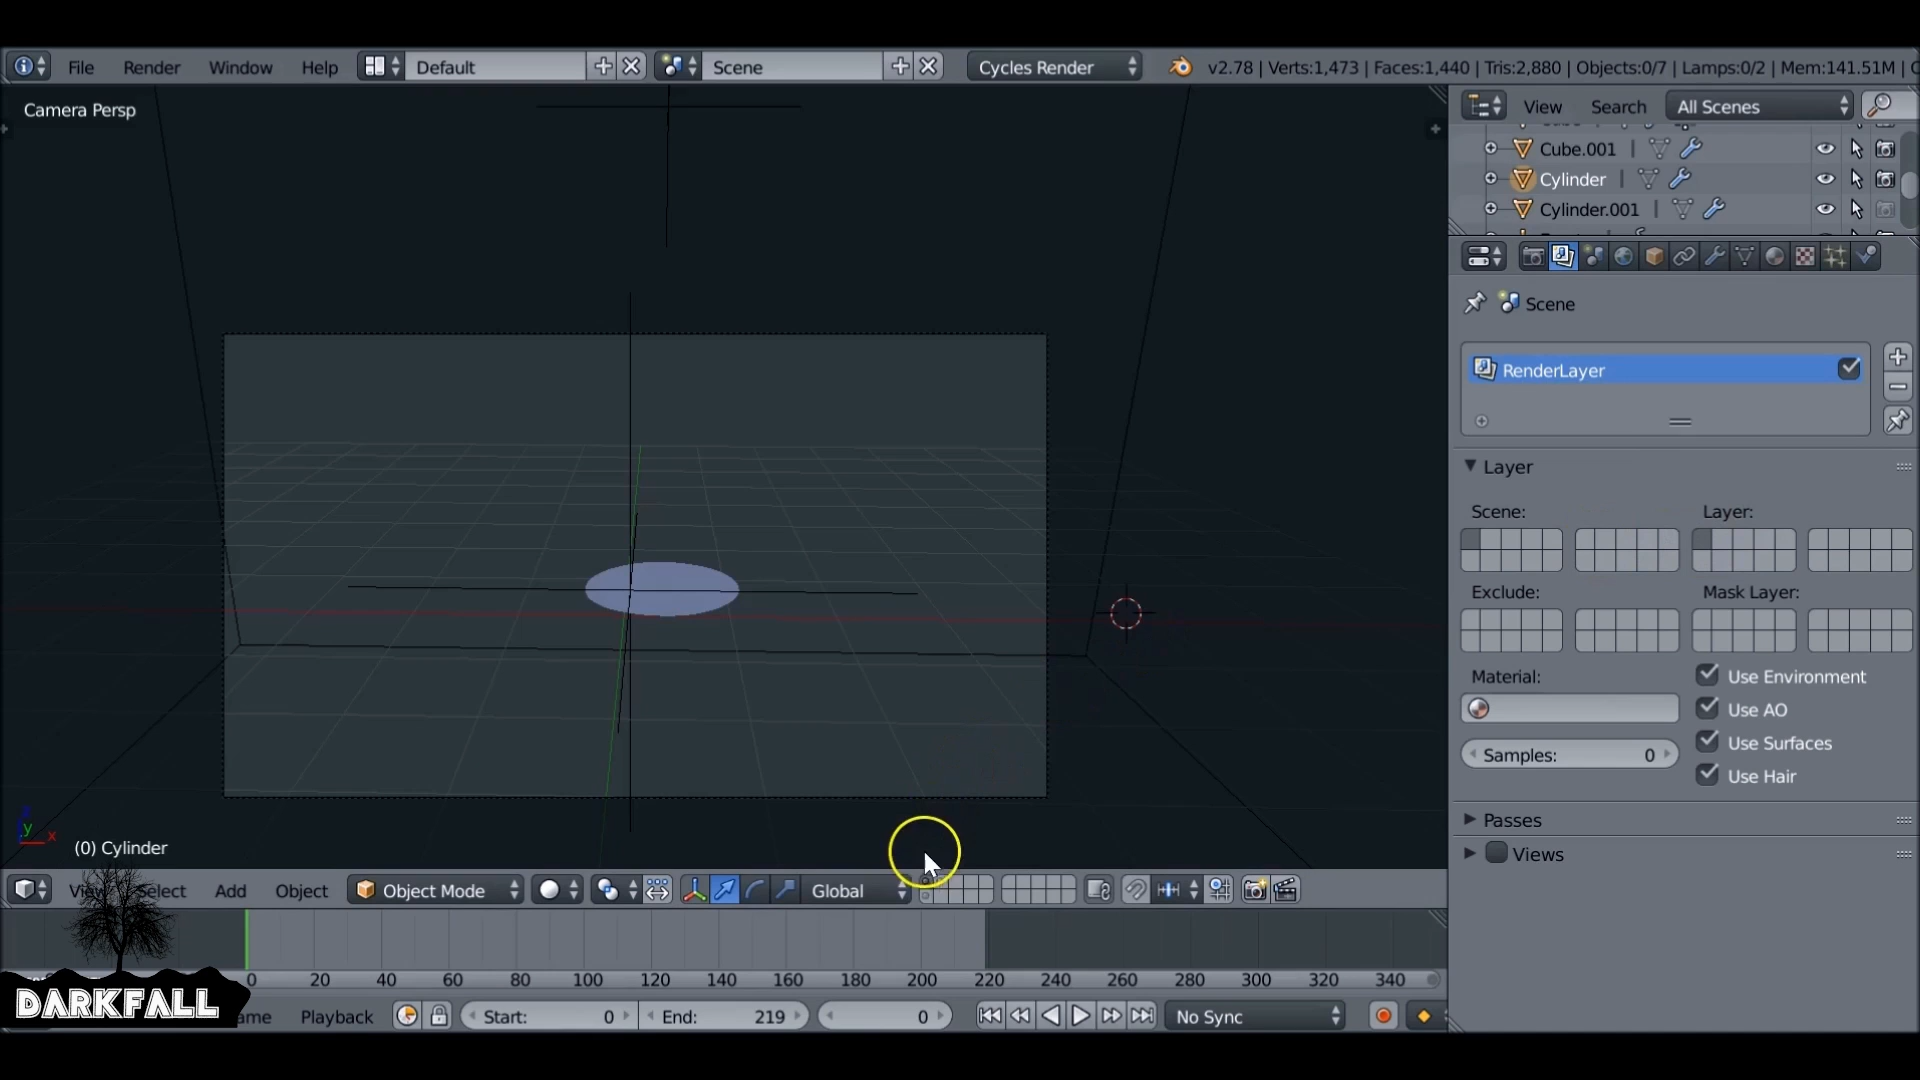 File Render Window Help Default Scene Cycles Render v2.78 | Verts:1,473 | Faces:1,440 | Tris:2,880 | Objects:0/7 | Lamps:0/2 | Mem:141.51M |
Camera Persp
View Search All Scenes
Cube.001
Cylinder
Cylinder.001
Scene
RenderLayer
Layer
Scene: Layer:
Exclude: Mask Layer:
Material: Use Environment
Use AO
Samples: 0 Use Surfaces
Use Hair
Passes
Views
z
y x
(0) Cylinder
Select Add Object Object Mode Global
0 20 40 60 80 100 120 140 160 180 200 220 240 260 280 300 320 340
DARKFALL
Playback Start: 0 End: 219 0 No Sync